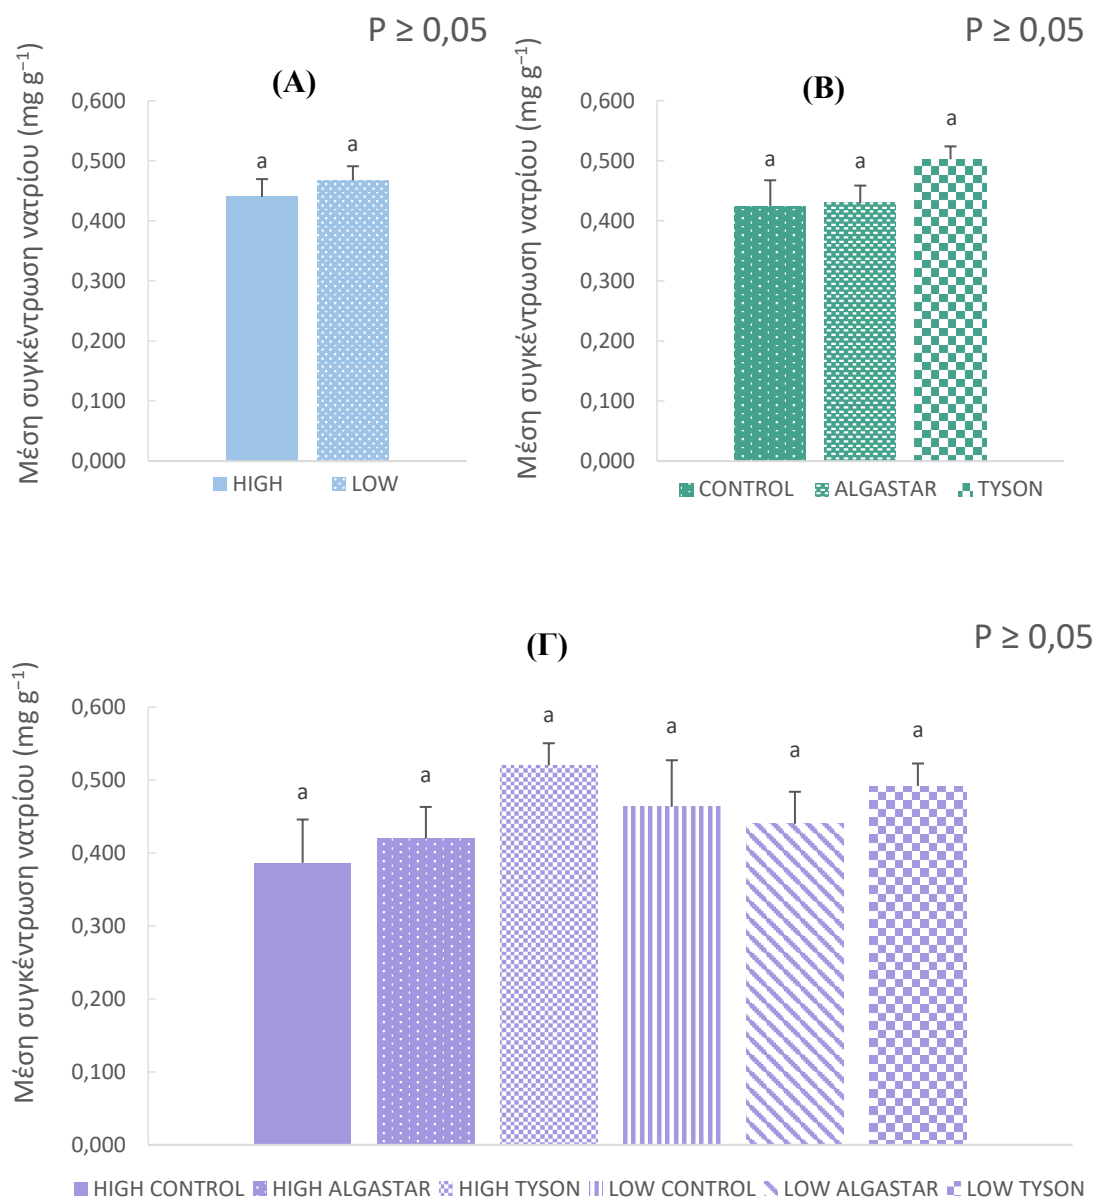 P ≥ 0,05
(A)
Μέση συγκέντρωση νατρίου (mg g⁻¹)
0,600
0,500
0,400
0,300
0,200
0,100
0,000
a
a
HIGH LOW
P ≥ 0,05
(B)
Μέση συγκέντρωση νατρίου (mg g⁻¹)
0,600
0,500
0,400
0,300
0,200
0,100
0,000
a
a
a
CONTROL ALGASTAR TYSON
P ≥ 0,05
(Γ)
Μέση συγκέντρωση νατρίου (mg g⁻¹)
0,600
0,500
0,400
0,300
0,200
0,100
0,000
a
a
a
a
a
a
HIGH CONTROL HIGH ALGASTAR HIGH TYSON LOW CONTROL LOW ALGASTAR LOW TYSON